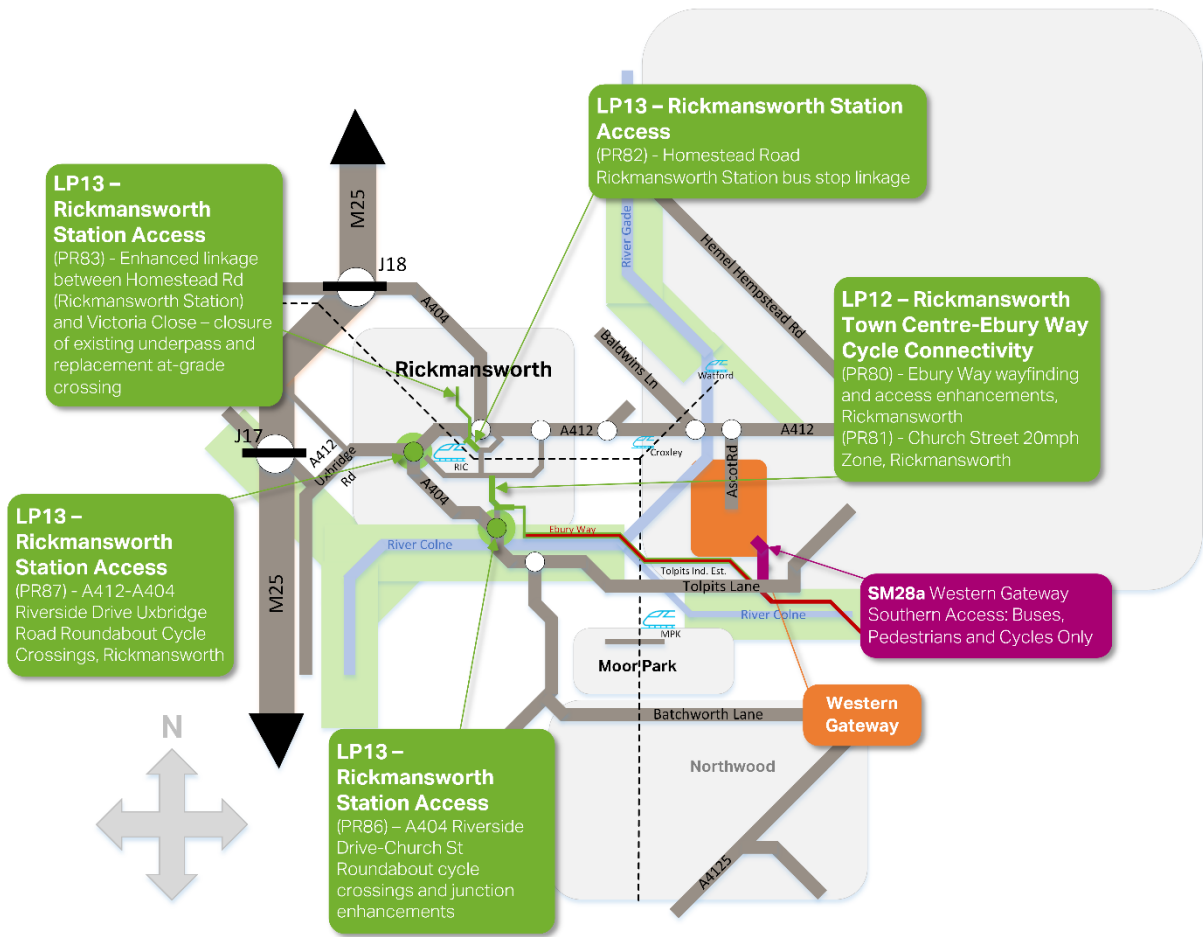 LP13 – Rickmansworth Station
Access
(PR82) - Homestead Road
Rickmansworth Station bus stop linkage
LP13 –
Rickmansworth
Station Access
(PR83) - Enhanced linkage
between Homestead Rd
(Rickmansworth Station)
and Victoria Close – closure
of existing underpass and
replacement at-grade
crossing
M25
J18
A404
River Gade
Hemel Hempstead Rd
LP12 – Rickmansworth
Town Centre-Ebury Way
Cycle Connectivity
(PR80) - Ebury Way wayfinding
and access enhancements,
Rickmansworth
(PR81) - Church Street 20mph
Zone, Rickmansworth
Rickmansworth
Baldwins Ln
Watford
J17
A412
Uxbridge
Rd
RIC
A412
Croxley
A412
Ascot Rd
A404
LP13 –
Rickmansworth
Station Access
(PR87) - A412-A404
Riverside Drive Uxbridge
Road Roundabout Cycle
Crossings, Rickmansworth
M25
River Colne
Ebury Way
Tolpits Ind. Est.
Tolpits Lane
River Colne
SM28a Western Gateway
Southern Access: Buses,
Pedestrians and Cycles Only
MPK
Moor Park
Western
Gateway
Batchworth Lane
N
LP13 –
Rickmansworth
Station Access
(PR86) – A404 Riverside
Drive-Church St
Roundabout cycle
crossings and junction
enhancements
Northwood
A4125